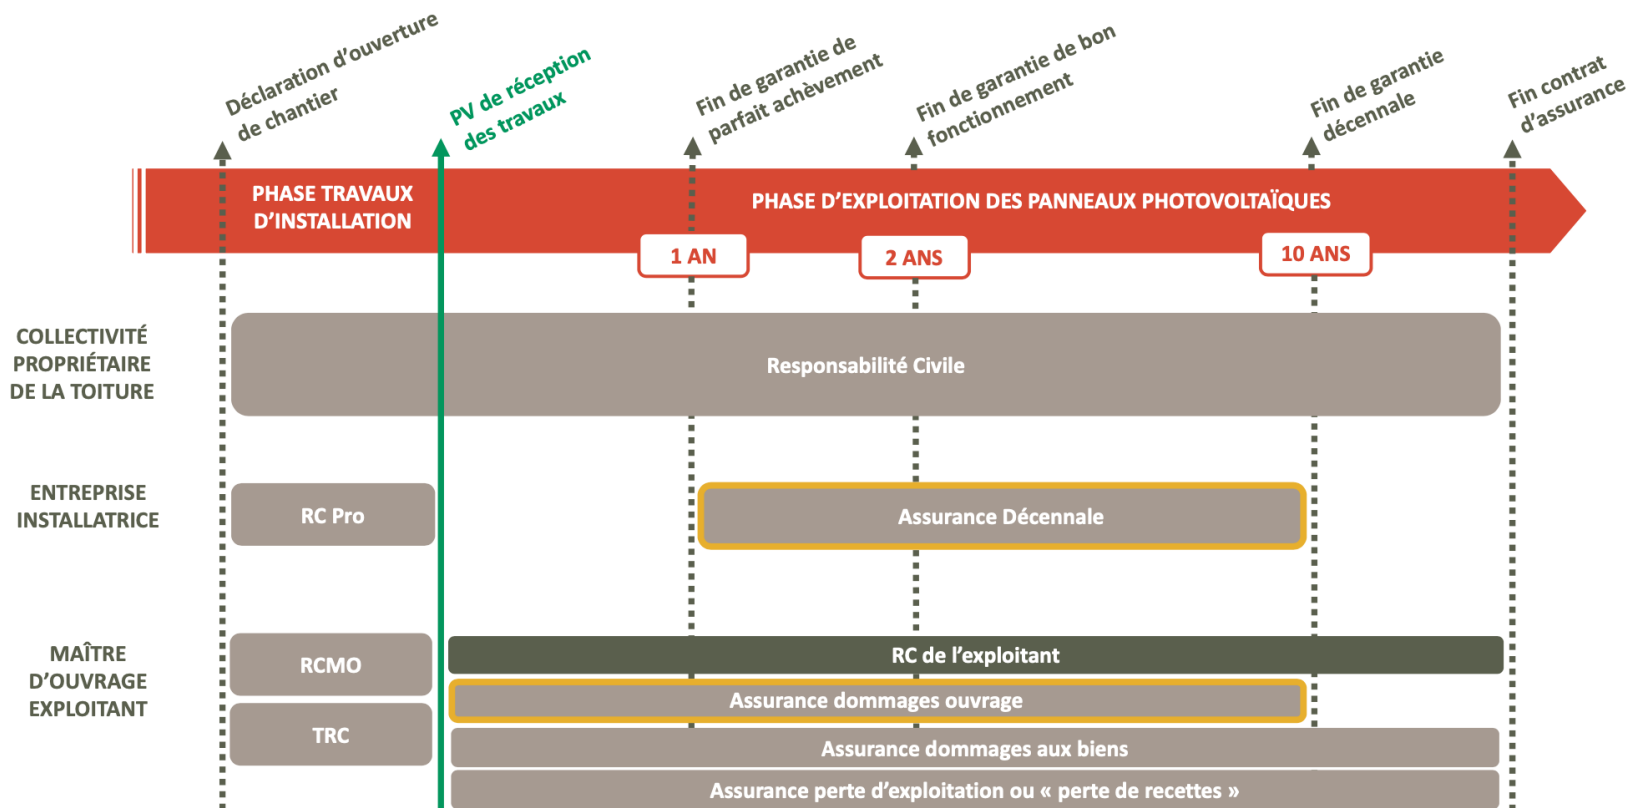 Déclaration d’ouverture
de chantier
PV de réception
des travaux
Fin de garantie de
parfait achèvement
Fin de garantie de bon
fonctionnement
Fin de garantie
décennale
Fin contrat
d’assurance
PHASE TRAVAUX
D’INSTALLATION
PHASE D’EXPLOITATION DES PANNEAUX PHOTOVOLTAÏQUES
1 AN
2 ANS
10 ANS
COLLECTIVITÉ
PROPRIÉTAIRE
DE LA TOITURE
Responsabilité Civile
ENTREPRISE
INSTALLATRICE
RC Pro
Assurance Décennale
MAÎTRE
D’OUVRAGE
EXPLOITANT
RCMO
TRC
RC de l’exploitant
Assurance dommages ouvrage
Assurance dommages aux biens
Assurance perte d’exploitation ou « perte de recettes »